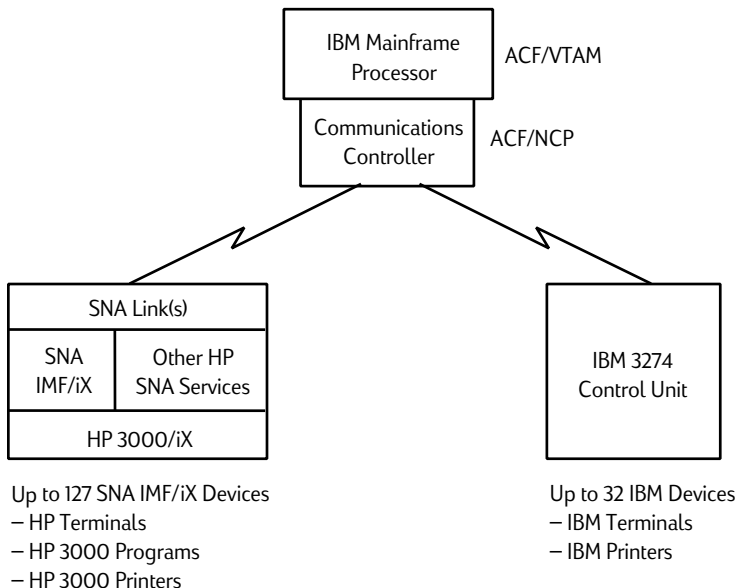 IBM Mainframe
Processor
ACF/VTAM
Communications
Controller
ACF/NCP
SNA Link(s)
SNA
IMF/iX
Other HP
SNA Services
HP 3000/iX
IBM 3274
Control Unit
Up to 127 SNA IMF/iX Devices
– HP Terminals
– HP 3000 Programs
– HP 3000 Printers
Up to 32 IBM Devices
– IBM Terminals
– IBM Printers